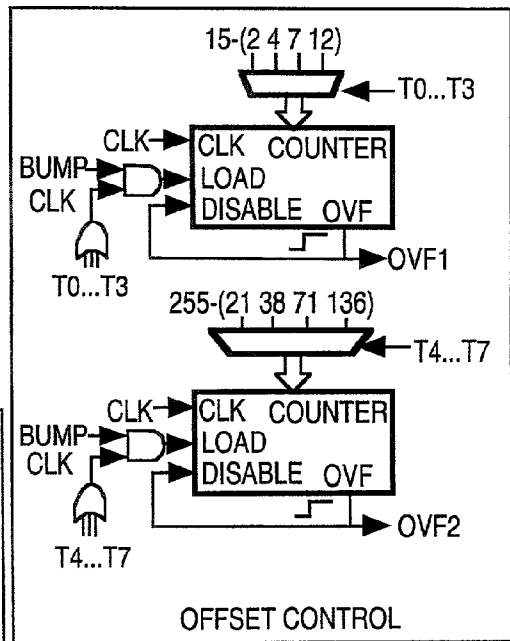 15-(2 4 7 12)
T0...T3
CLK
CLK COUNTER
BUMP
LOAD
CLK
DISABLE OVF
T0...T3
OVF1
255-(21 38 71 136)
T4...T7
CLK
CLK COUNTER
BUMP
LOAD
CLK
DISABLE OVF
T4...T7
OVF2
OFFSET CONTROL